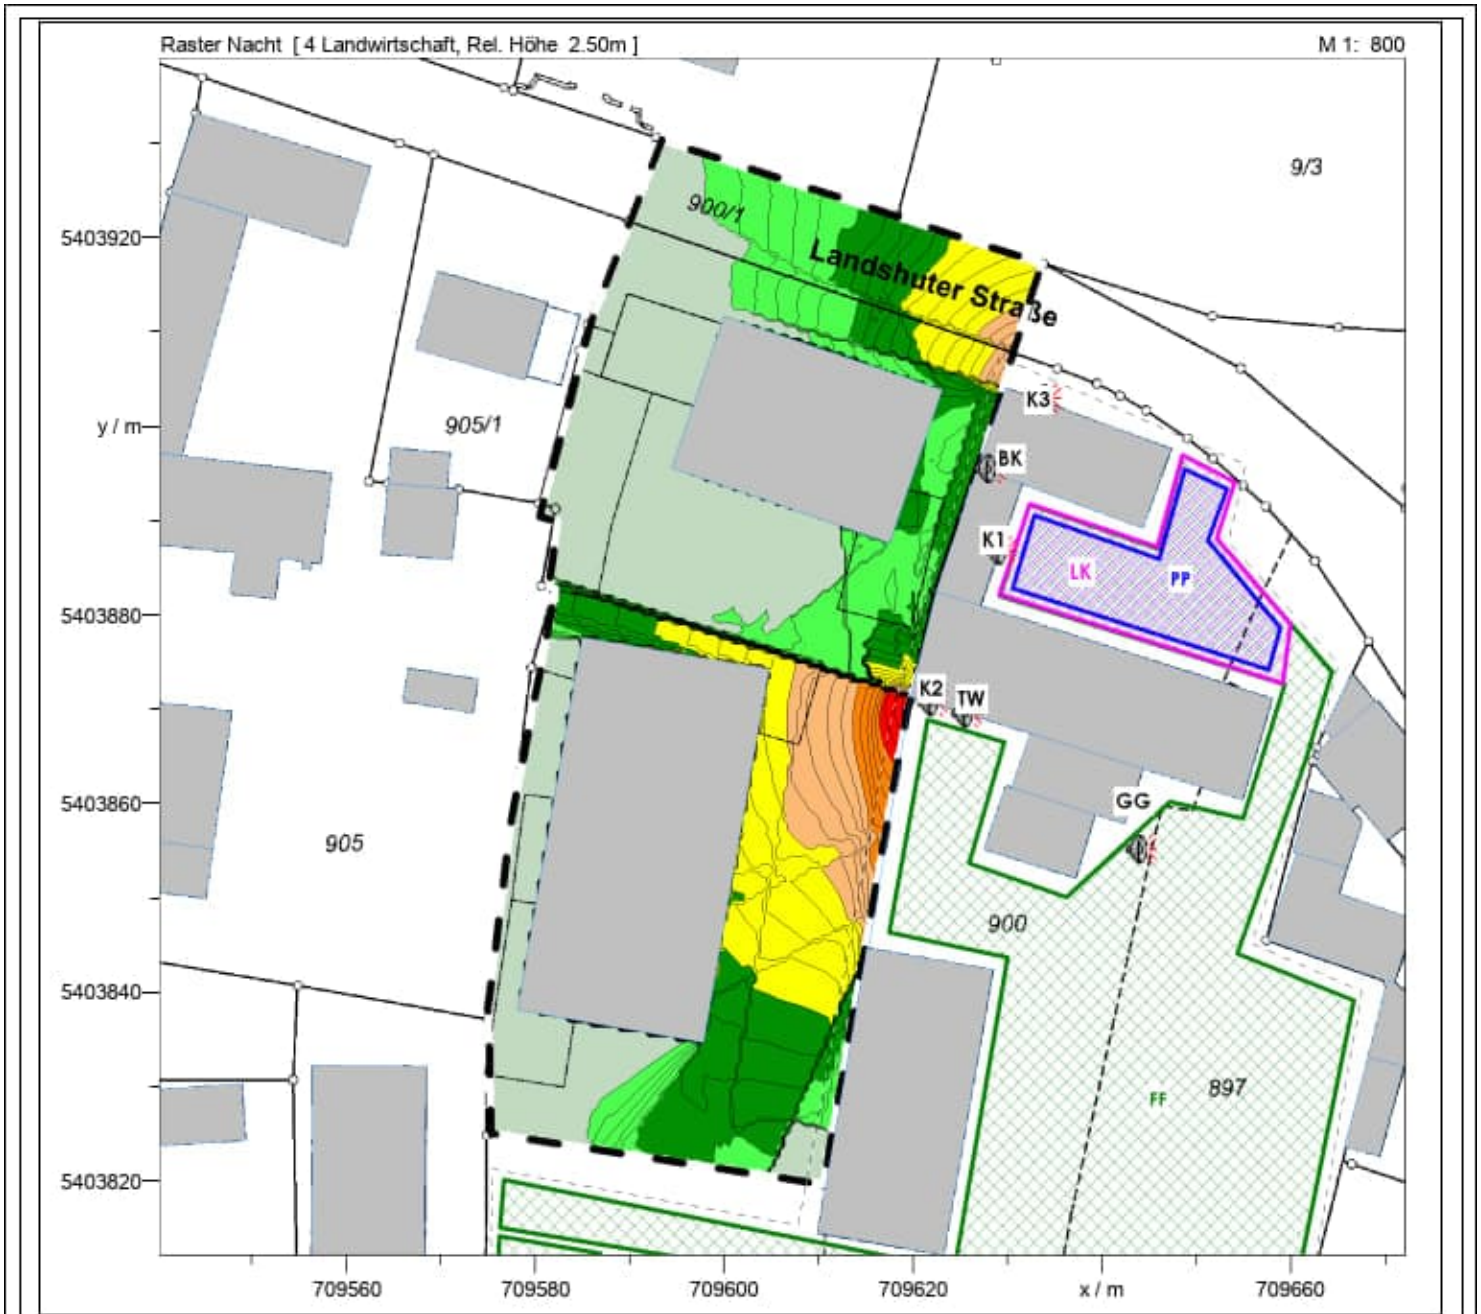 Raster Nacht [ 4 Landwirtschaft, Rel. Höhe 2.50m ]
M 1: 800
9/3
900/1
5403920
Landshuter Straße
K3
905/1
y / m
BK
K1
LK
PP
5403880
K2
TW
5403860
GG
905
900
5403840
897
FF
5403820
709560
709580
709600
709620
x / m
709660